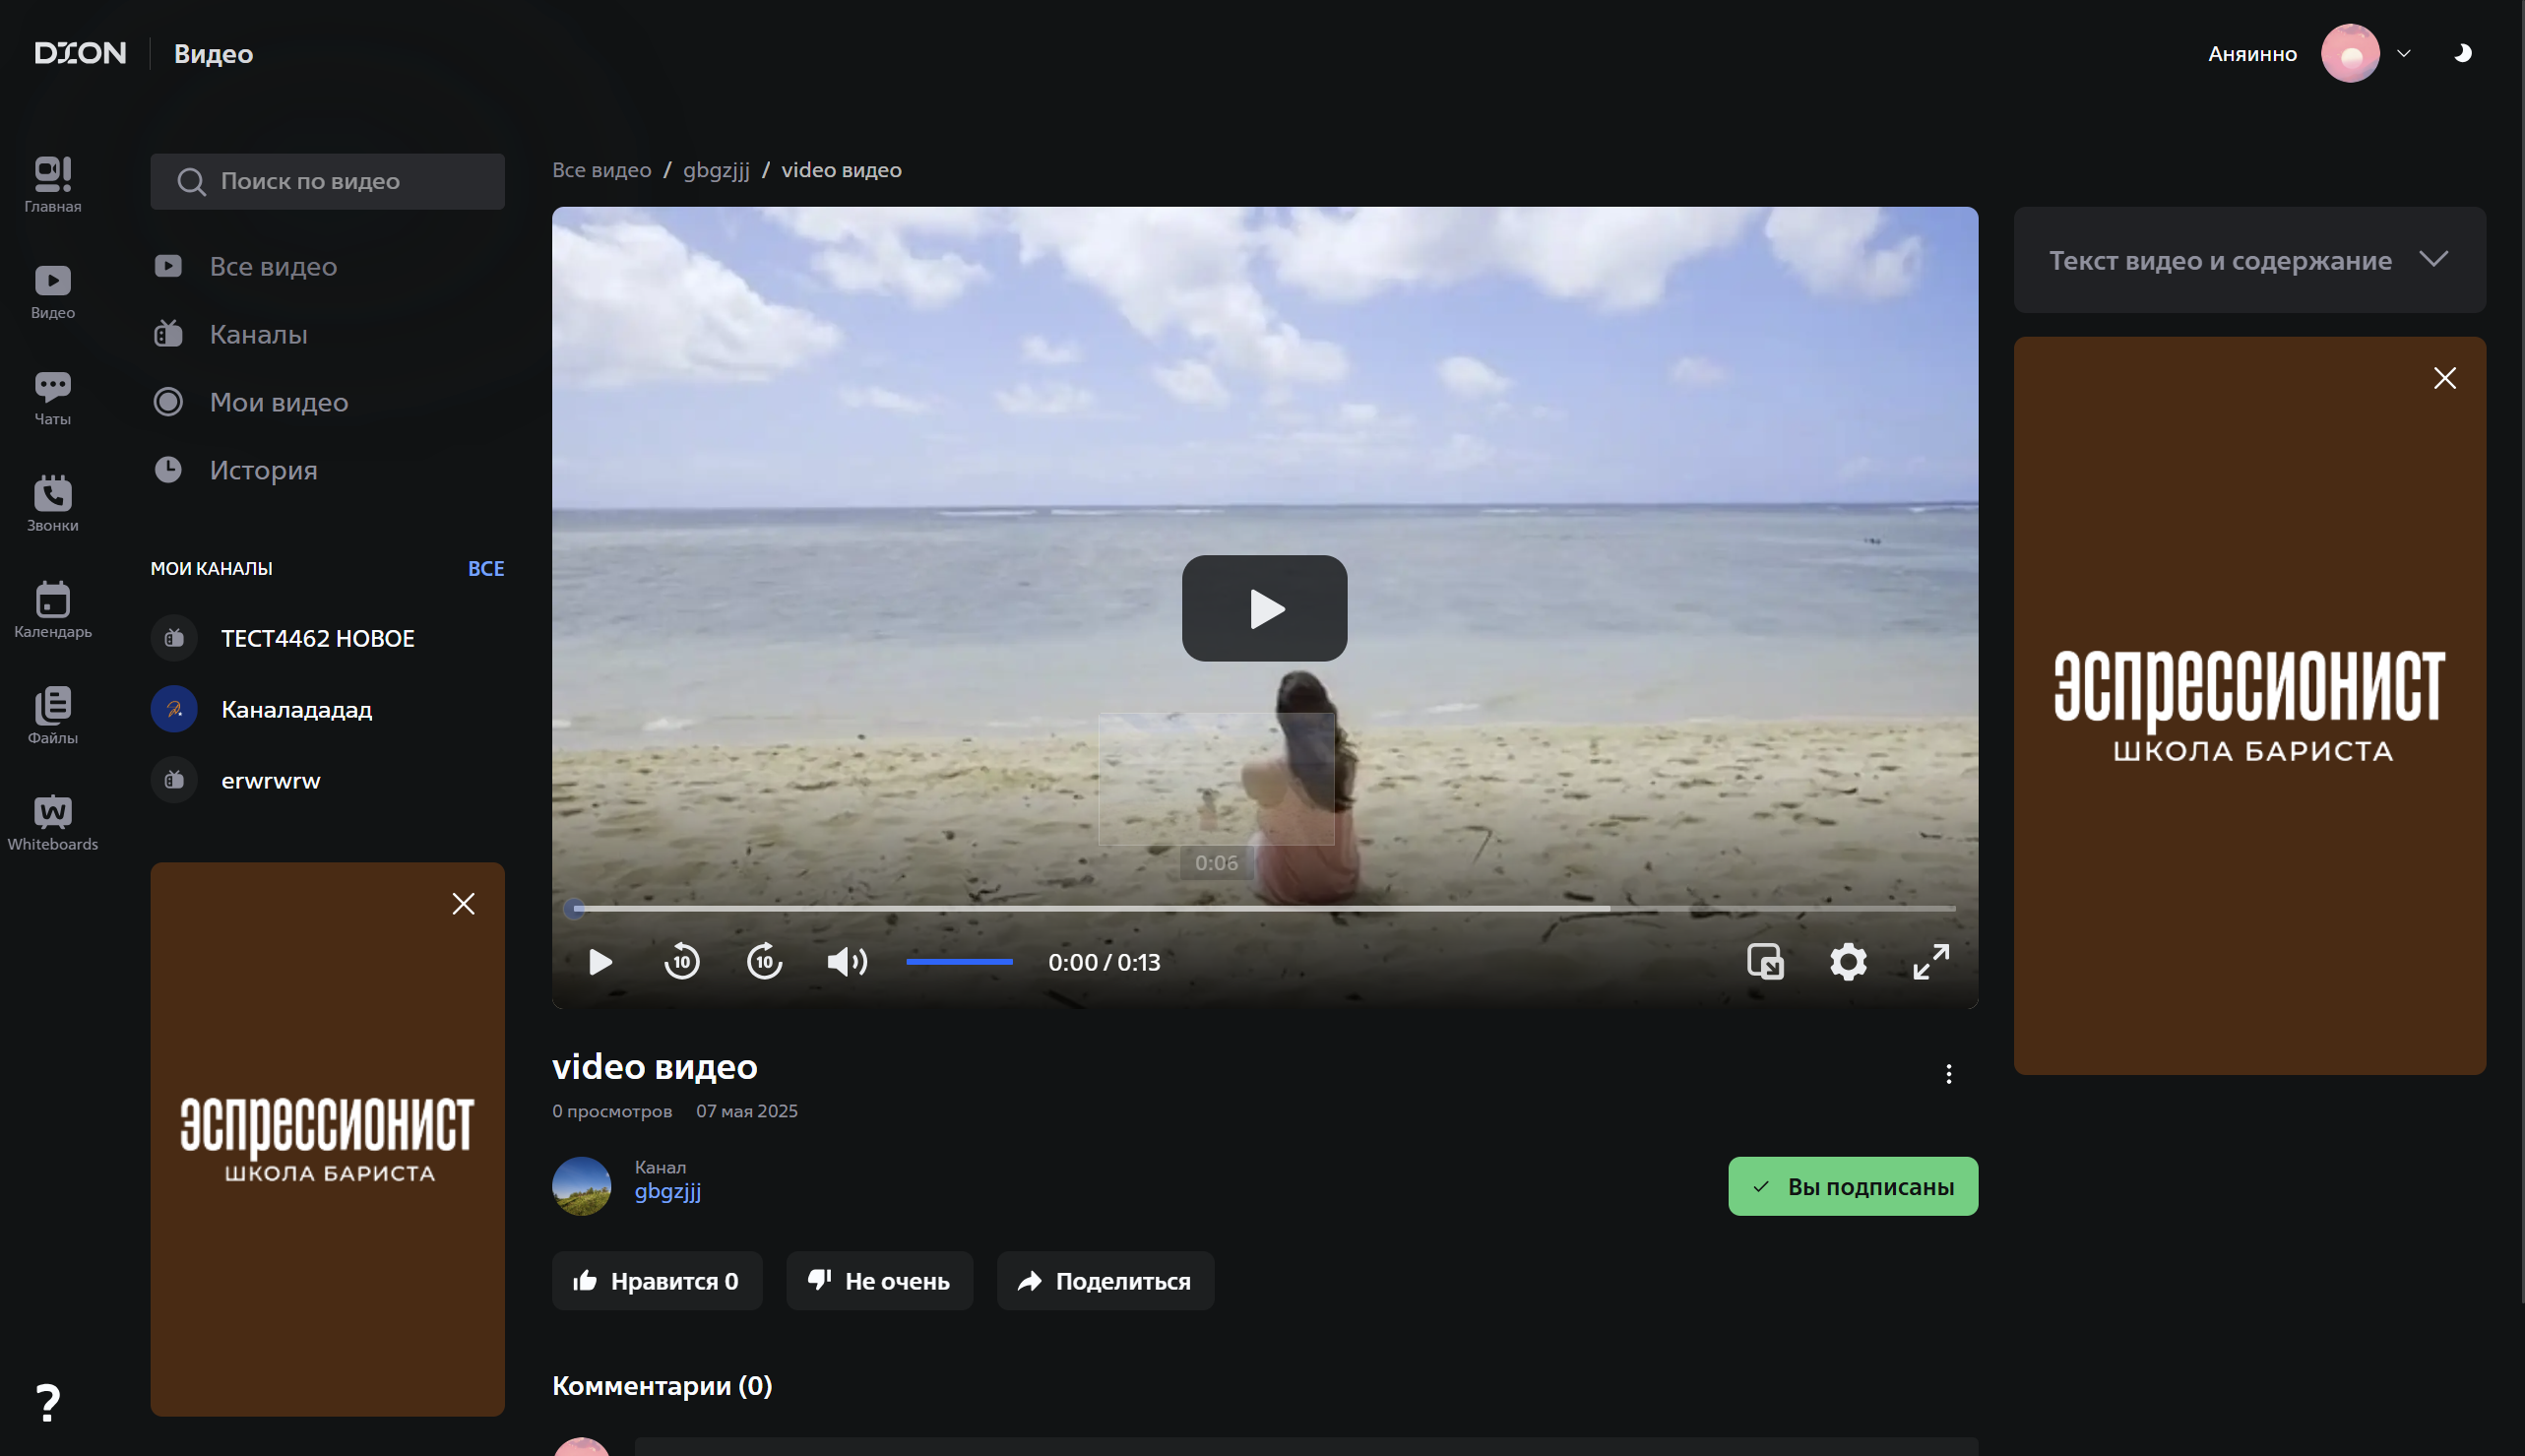 DION
Видео
Аняинно
Главная
Видео
Чаты
Звонки
Календарь
Файлы
Whiteboards
?
Поиск по видео
Все видео
Каналы
Мои видео
История
МОИ КАНАЛЫ
ВСЕ
ТЕСТ4462 НОВОЕ
Каналададад
erwrwrw
эспрессионист
ШКОЛА БАРИСТА
Все видео / gbgzjjj / video видео
0:06
10
10
0:00 / 0:13
video видео
0 просмотров 07 мая 2025
Канал
gbgzjjj
Вы подписаны
Нравится 0
Не очень
Поделиться
Комментарии (0)
Текст видео и содержание
эспрессионист
ШКОЛА БАРИСТА